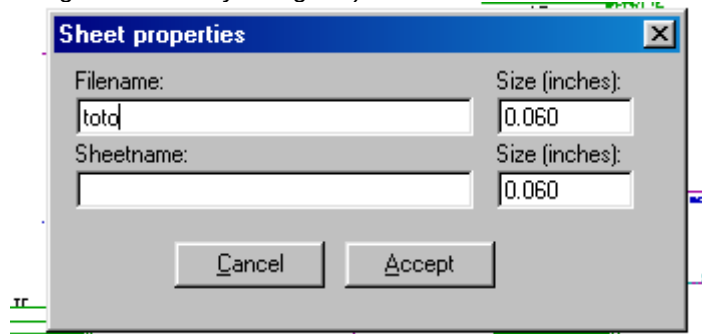 Sheet properties
Filename: Size (inches):
toto 0.060
Sheetname: Size (inches):
0.060
Cancel Accept